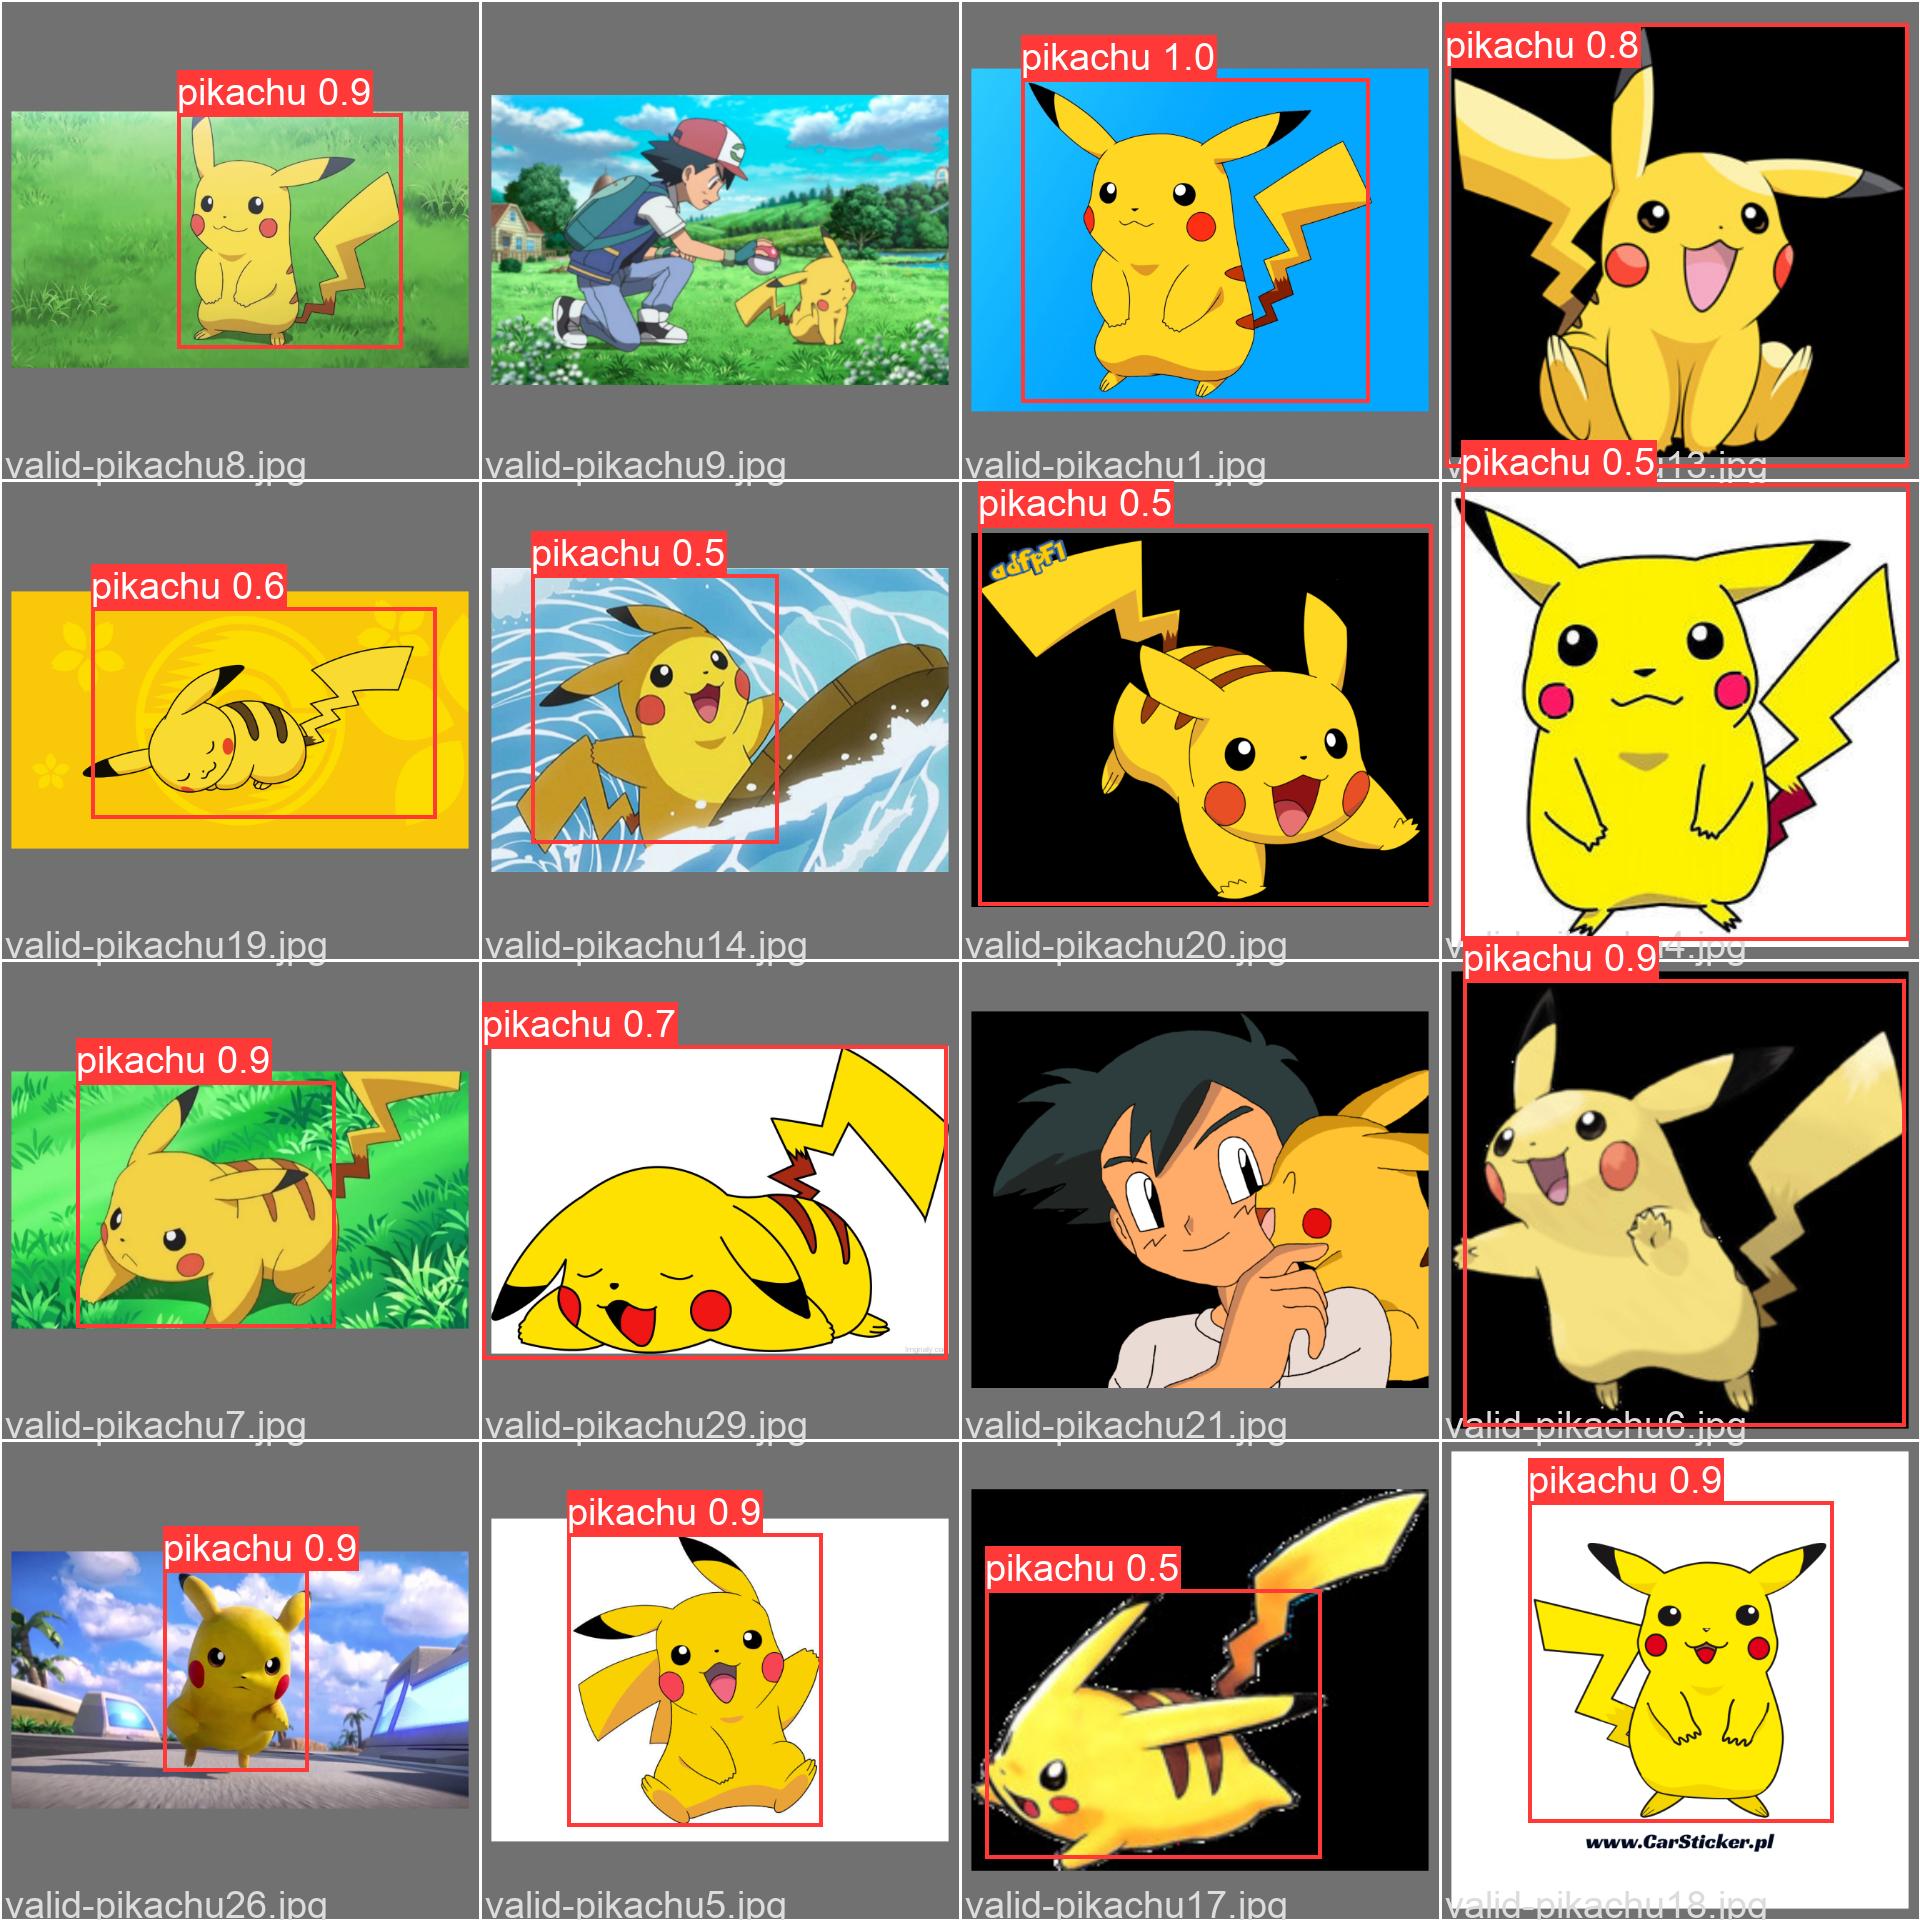 pikachu 0.9
valid-pikachu8.jpg
valid-pikachu9.jpg
pikachu 1.0
valid-pikachu1.jpg
pikachu 0.8
13.jpg
pikachu 0.6
valid-pikachu19.jpg
pikachu 0.5
valid-pikachu14.jpg
pikachu 0.5
adfpF1
valid-pikachu20.jpg
pikachu 0.5
4.jpg
pikachu 0.9
valid-pikachu7.jpg
pikachu 0.7
valid-pikachu29.jpg
valid-pikachu21.jpg
pikachu 0.9
valid-pikachu6.jpg
pikachu 0.9
valid-pikachu26.jpg
pikachu 0.9
valid-pikachu5.jpg
pikachu 0.5
valid-pikachu17.jpg
pikachu 0.9
www.CarSticker.pl
valid-pikachu18.jpg